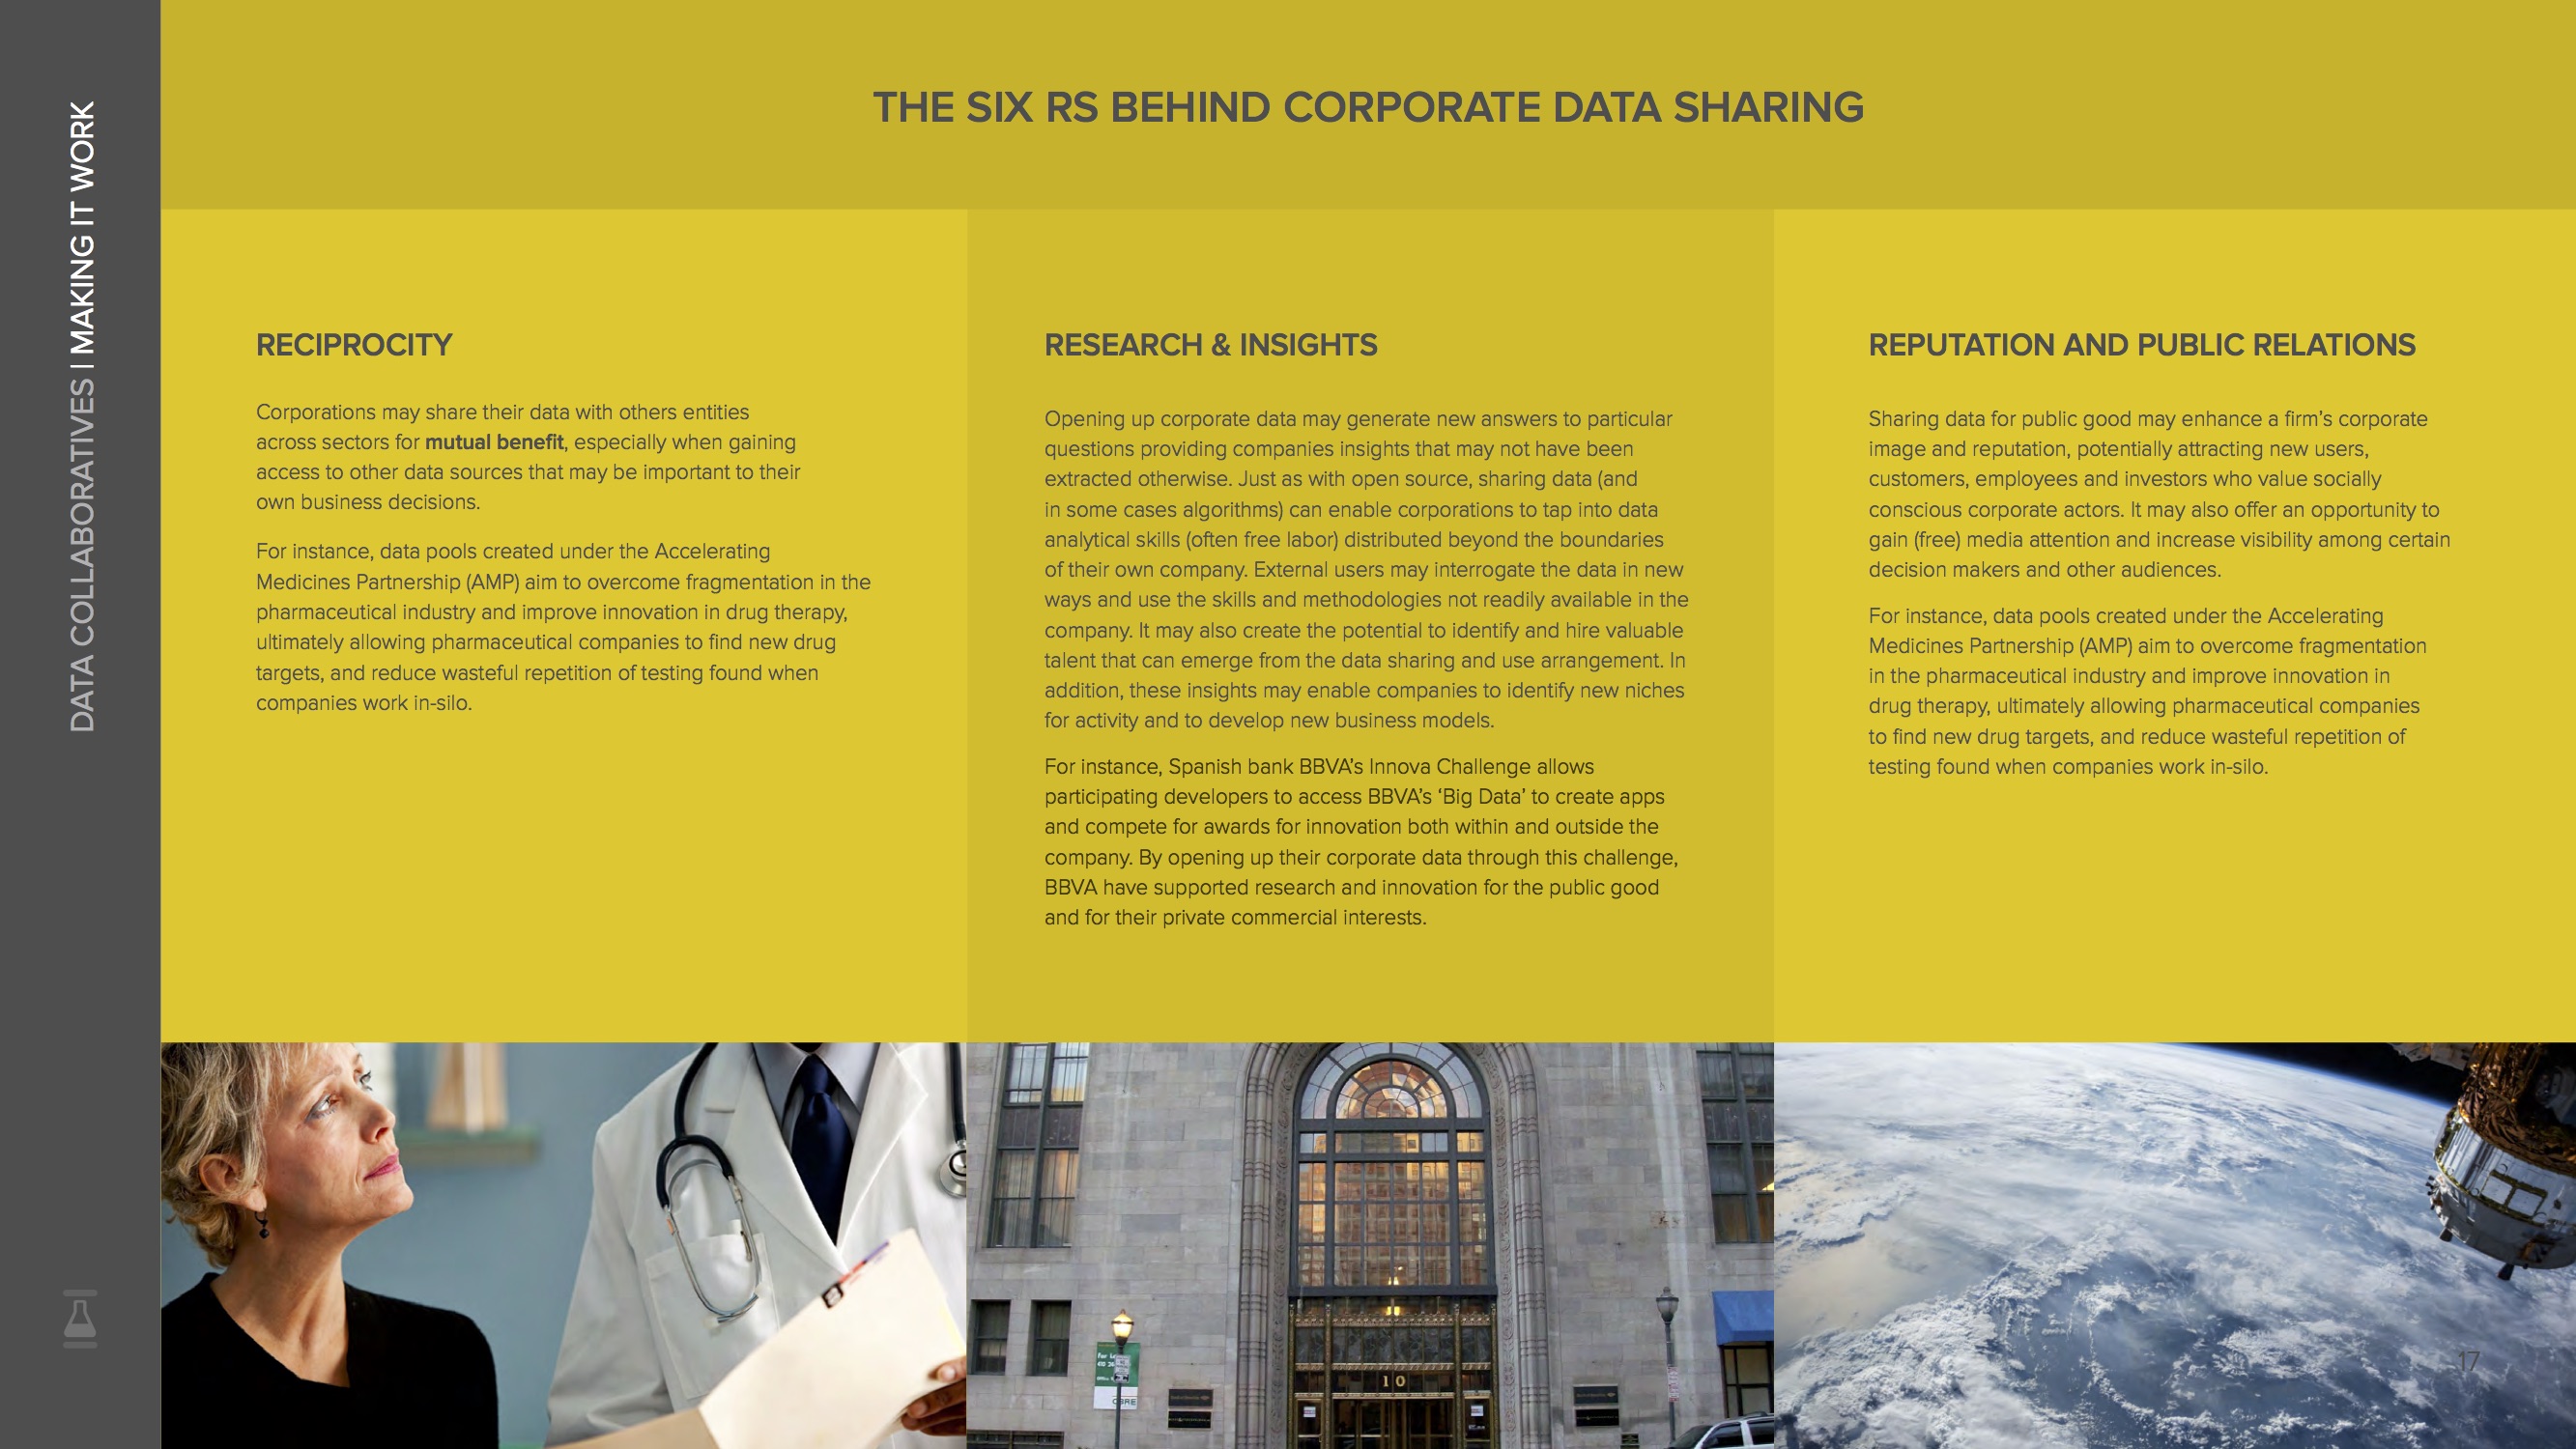 DATA COLLABORATIVES | MAKING IT WORK
THE SIX RS BEHIND CORPORATE DATA SHARING
RECIPROCITY
Corporations may share their data with others entities
across sectors for mutual benefit, especially when gaining
access to other data sources that may be important to their
own business decisions.
For instance, data pools created under the Accelerating
Medicines Partnership (AMP) aim to overcome fragmentation in the
pharmaceutical industry and improve innovation in drug therapy,
ultimately allowing pharmaceutical companies to find new drug
targets, and reduce wasteful repetition of testing found when
companies work in-silo.
RESEARCH & INSIGHTS
Opening up corporate data may generate new answers to particular
questions providing companies insights that may not have been
extracted otherwise. Just as with open source, sharing data (and
in some cases algorithms) can enable corporations to tap into data
analytical skills (often free labor) distributed beyond the boundaries
of their own company. External users may interrogate the data in new
ways and use the skills and methodologies not readily available in the
company. It may also create the potential to identify and hire valuable
talent that can emerge from the data sharing and use arrangement. In
addition, these insights may enable companies to identify new niches
for activity and to develop new business models.
For instance, Spanish bank BBVA’s Innova Challenge allows
participating developers to access BBVA’s ‘Big Data’ to create apps
and compete for awards for innovation both within and outside the
company. By opening up their corporate data through this challenge,
BBVA have supported research and innovation for the public good
and for their private commercial interests.
REPUTATION AND PUBLIC RELATIONS
Sharing data for public good may enhance a firm’s corporate
image and reputation, potentially attracting new users,
customers, employees and investors who value socially
conscious corporate actors. It may also offer an opportunity to
gain (free) media attention and increase visibility among certain
decision makers and other audiences.
For instance, data pools created under the Accelerating
Medicines Partnership (AMP) aim to overcome fragmentation
in the pharmaceutical industry and improve innovation in
drug therapy, ultimately allowing pharmaceutical companies
to find new drug targets, and reduce wasteful repetition of
testing found when companies work in-silo.
10
17